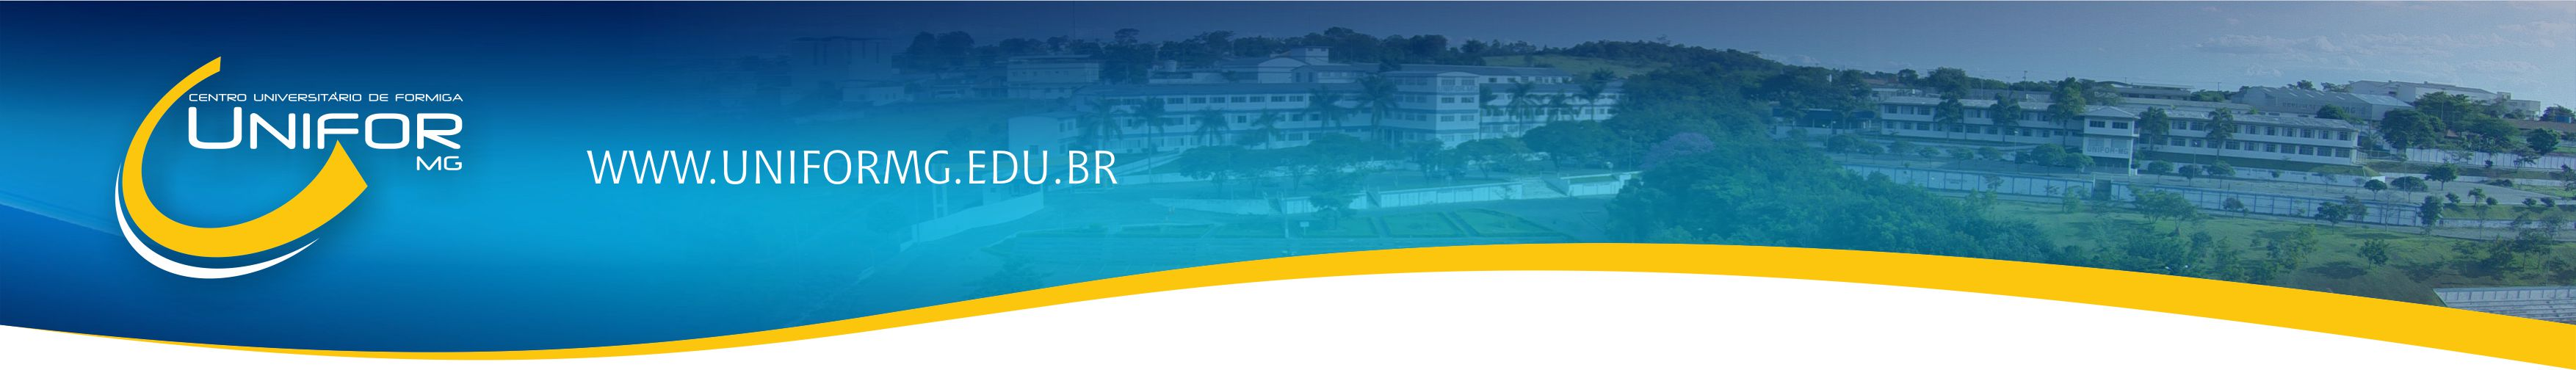 CENTRO UNIVERSITÁRIO DE FORMIGA
UNIFOR
MG
WWW.UNIFORMG.EDU.BR